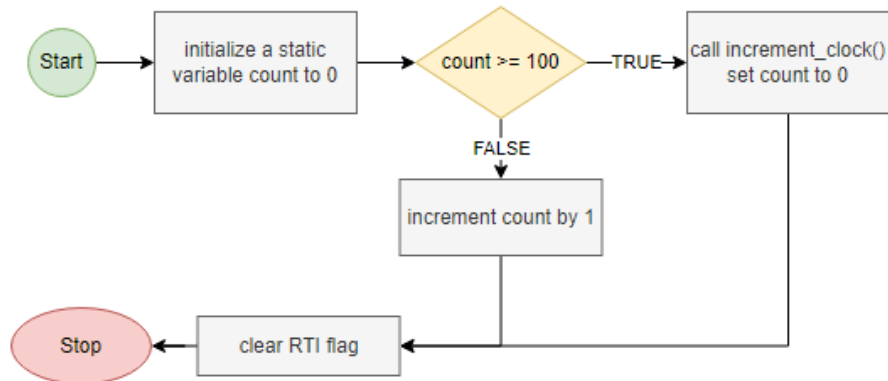 Start
initialize a static
variable count to 0
count >= 100
TRUE
call increment_clock()
set count to 0
FALSE
increment count by 1
Stop
clear RTI flag